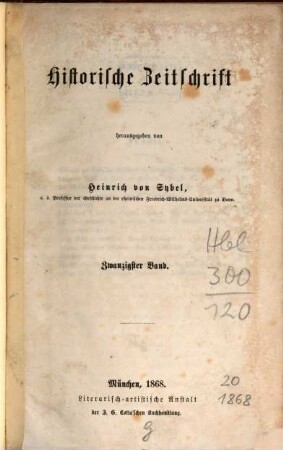 Historische Zeitschrift
herausgegeben von
Heinrich von Sybel,
o. ö. Professor der Geschichte an der rheinischen Friedrich-Wilhelms-Universität zu Bonn.
Hbl
300
120
Zwanzigster Band.
München, 1868.
20
1868
Literarisch-artistische Anstalt
der J. G. Cotta'schen Buchhandlung.
g